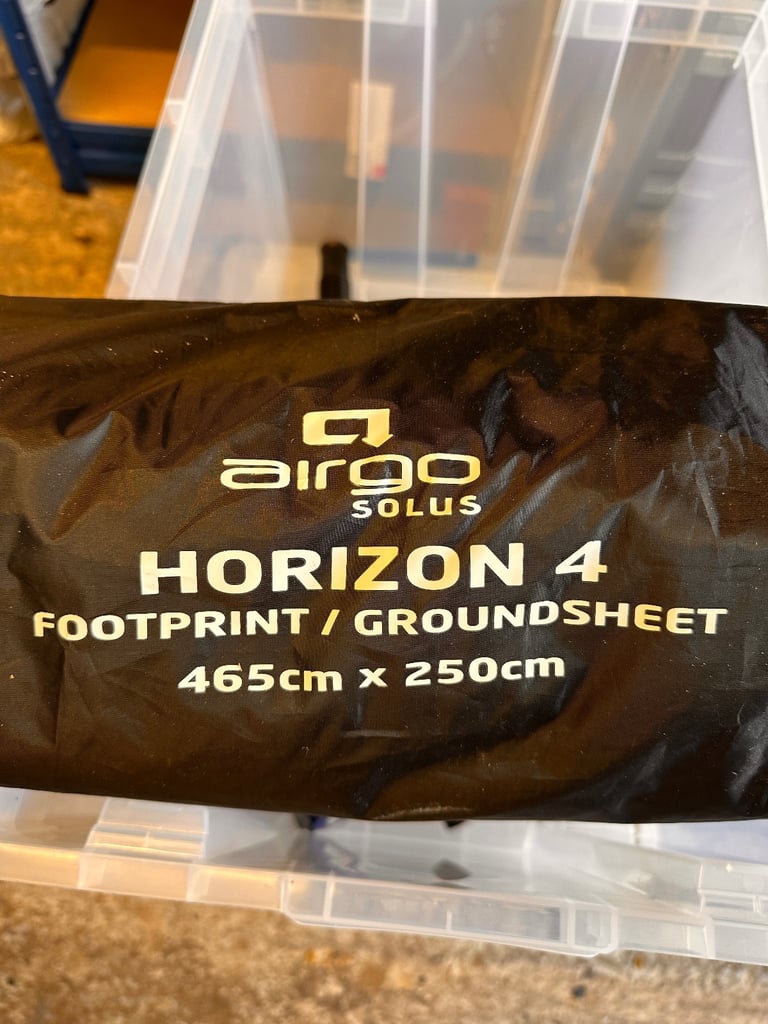 airgo
SOLUS
HORIZON 4
FOOTPRINT / GROUNDSHEET
465cm x 250cm